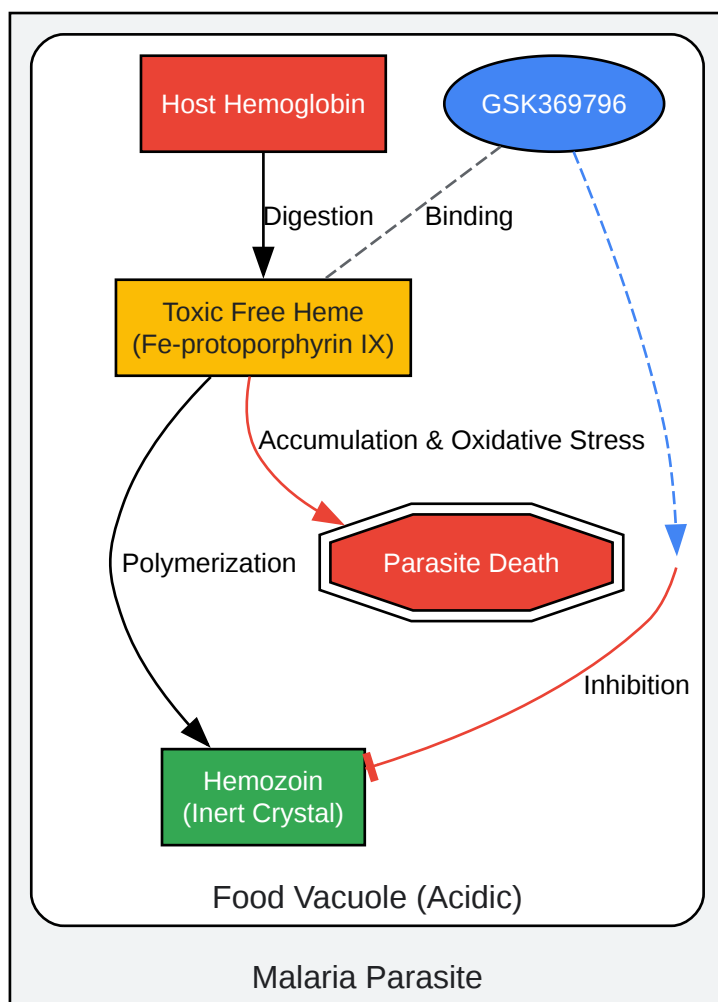 Host Hemoglobin
GSK369796
Digestion
Binding
Toxic Free Heme
(Fe-protoporphyrin IX)
Accumulation & Oxidative Stress
Polymerization
Parasite Death
Inhibition
Hemozoin
(Inert Crystal)
Food Vacuole (Acidic)
Malaria Parasite